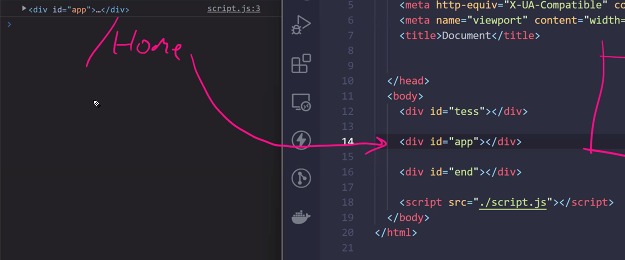 ▶<div id="app">…</div> script.js:3
>
Home
5 <meta http-equiv="X-UA-Compatible" co
6 <meta name="viewport" content="width=
7 <title>Document</title>
8
10 </head>
11 <body>
12 <div id="tess"></div>
13
14 <div id="app"></div>
15
16 <div id="end"></div>
17
18 <script src="./script.js"></script>
19 </body>
20 </html>
21